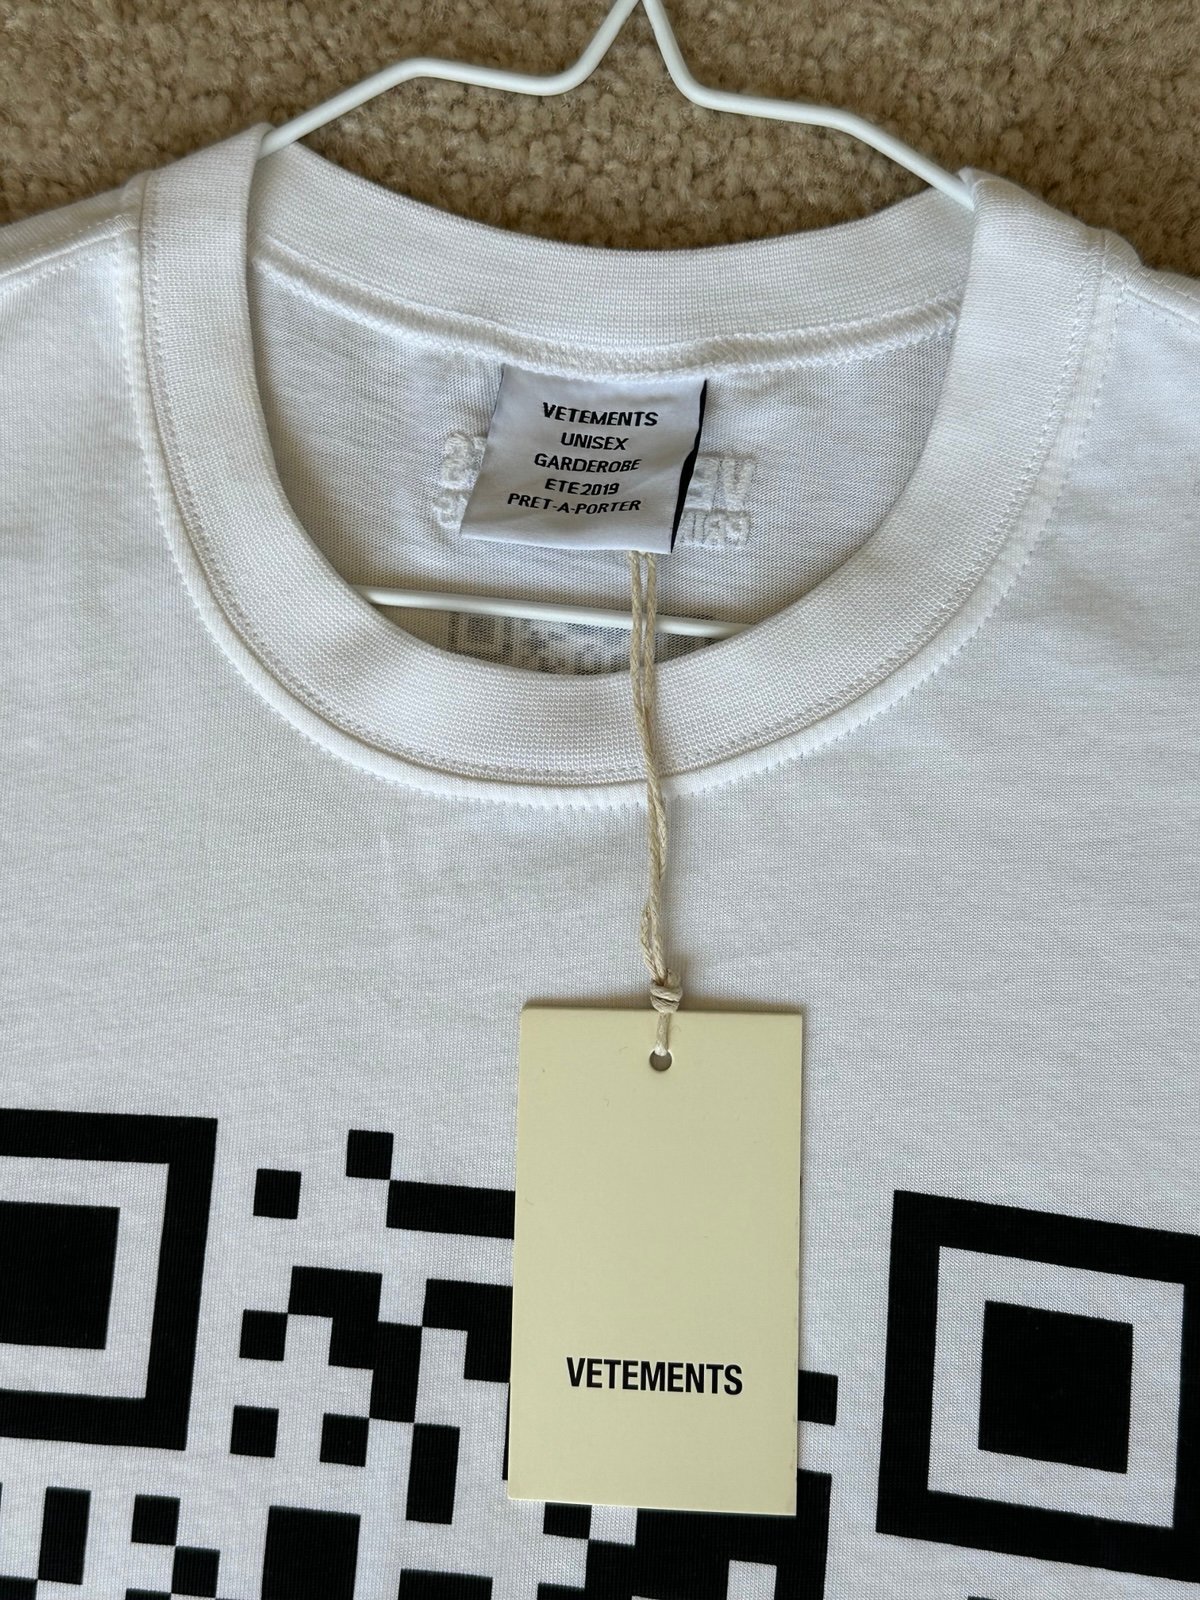 VETEMENTS
UNISEX
GARDEROBE
ETE2019
PRET-A-PORTER
VETEMENTS